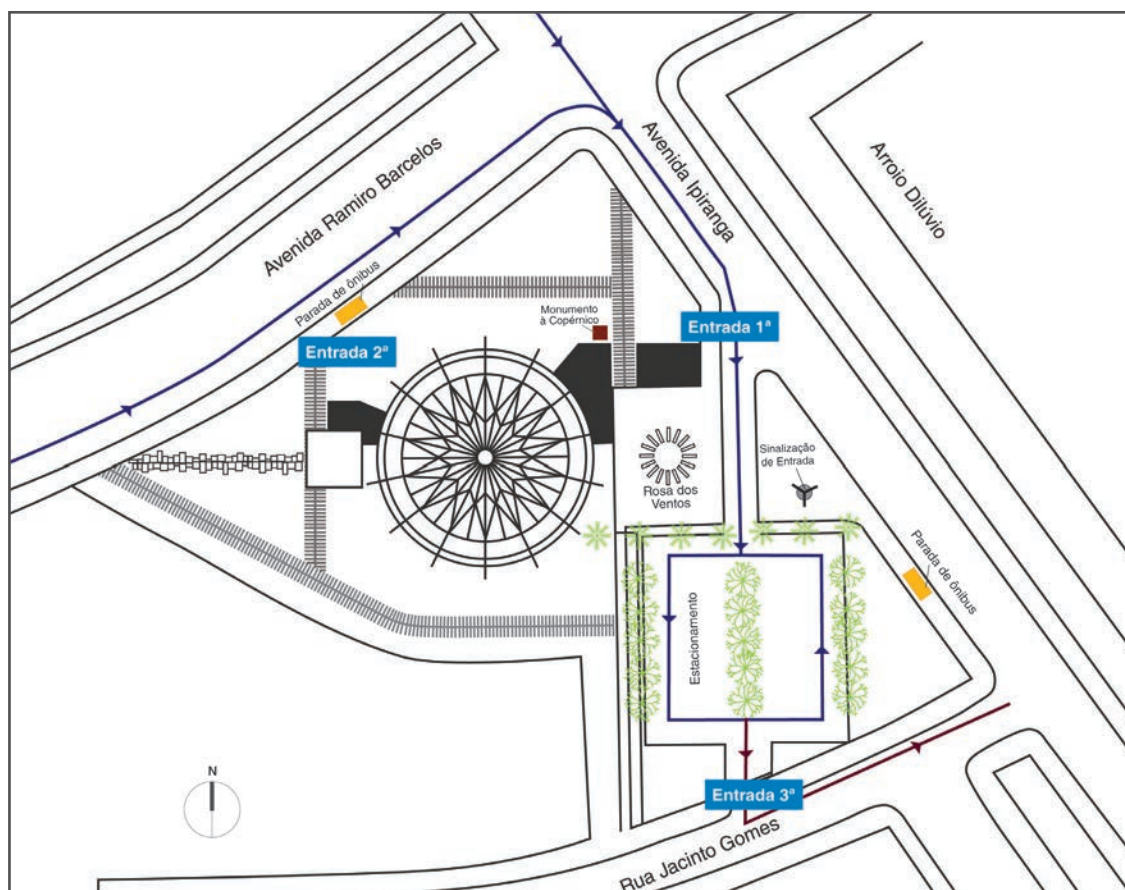 Avenida Ramiro Barcelos
Avenida Ipiranga
Arroio Dilúvio
Parada de ônibus
Monumento
à Copérnico
Entrada 1ª
Entrada 2ª
Sinalização
de Entrada
Rosa dos
Ventos
Parada de ônibus
Estacionamento
N
Entrada 3ª
Rua Jacinto Gomes